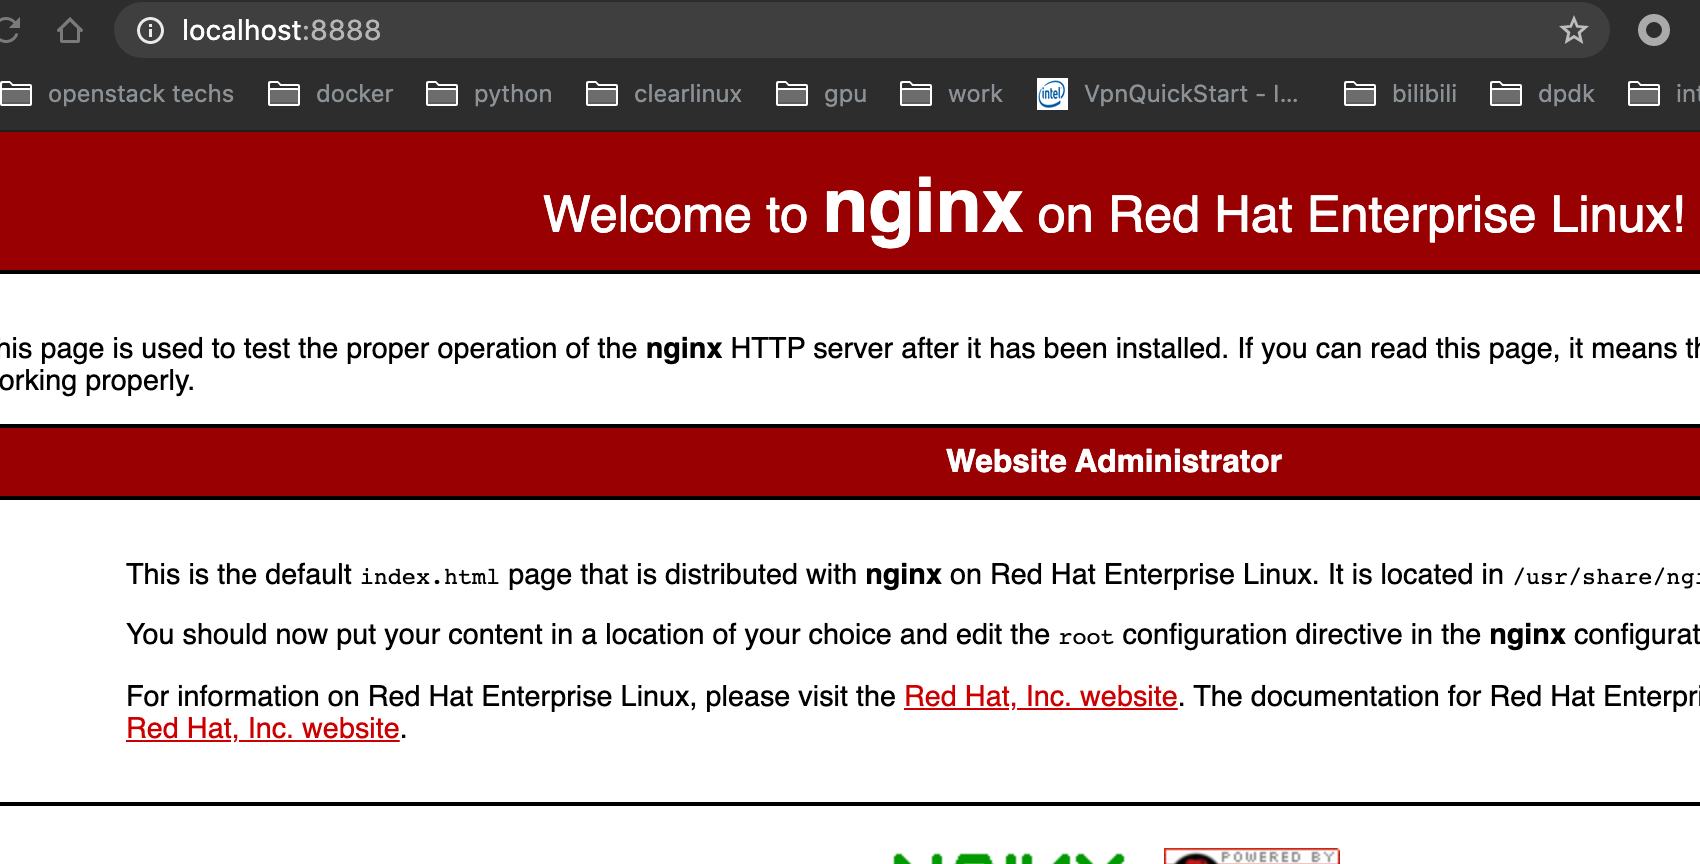 localhost:8888
openstack techs docker python clearlinux gpu work intel VpnQuickStart - I... bilibili dpdk
Welcome to nginx on Red Hat Enterprise Linux!
his page is used to test the proper operation of the nginx HTTP server after it has been installed. If you can read this page, it means th
orking properly.
Website Administrator
This is the default index.html page that is distributed with nginx on Red Hat Enterprise Linux. It is located in /usr/share/ngi
You should now put your content in a location of your choice and edit the root configuration directive in the nginx configurat
For information on Red Hat Enterprise Linux, please visit the Red Hat, Inc. website. The documentation for Red Hat Enterpri
Red Hat, Inc. website.
NGINX POWERED BY